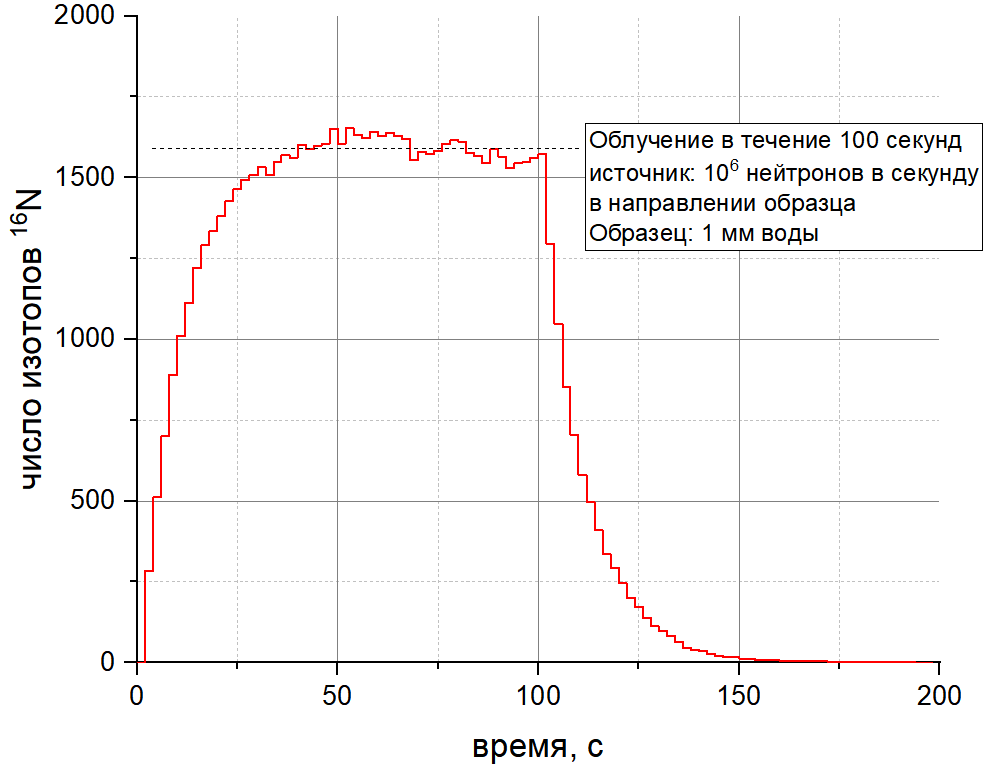 2000
1500
1000
500
0
число изотопов ¹⁶N
Облучение в течение 100 секунд
источник: 10⁶ нейтронов в секунду
в направлении образца
Образец: 1 мм воды
0 50 100 150 200
время, с